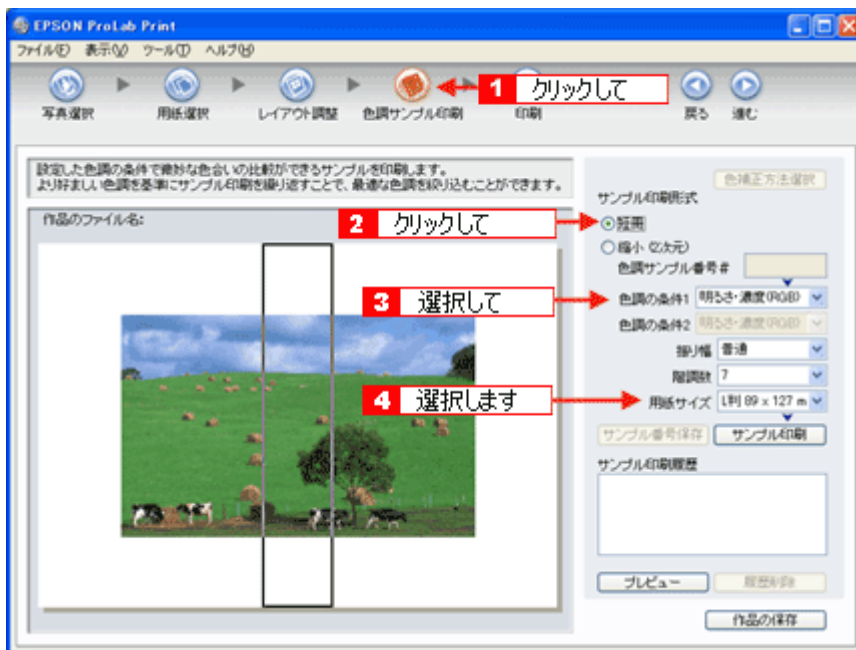 EPSON ProLab Print
ファイル(F) 表示(V) ツール(T) ヘルプ(H)
1 クリックして
写真選択 用紙選択 レイアウト調整 色調サンプル印刷 印刷 戻る 進む
設定した色調の条件で微妙な色合いの比較ができるサンプルを印刷します。
より好ましい色調を基準にサンプル印刷を繰り返すことで、最適な色調を絞り込むことができます。
色補正方法選択
サンプル印刷形式
作品のファイル名:
2 クリックして
短冊
縮小(2次元)
色調サンプル番号#
3 選択して
色調の条件1 明るさ・濃度(RGB)
色調の条件2 明るさ・濃度(RGB)
振り幅 普通
階調数 7
4 選択します
用紙サイズ L判 89 x 127 m
サンプル番号保存 サンプル印刷
サンプル印刷履歴
プレビュー 履歴削除
作品の保存